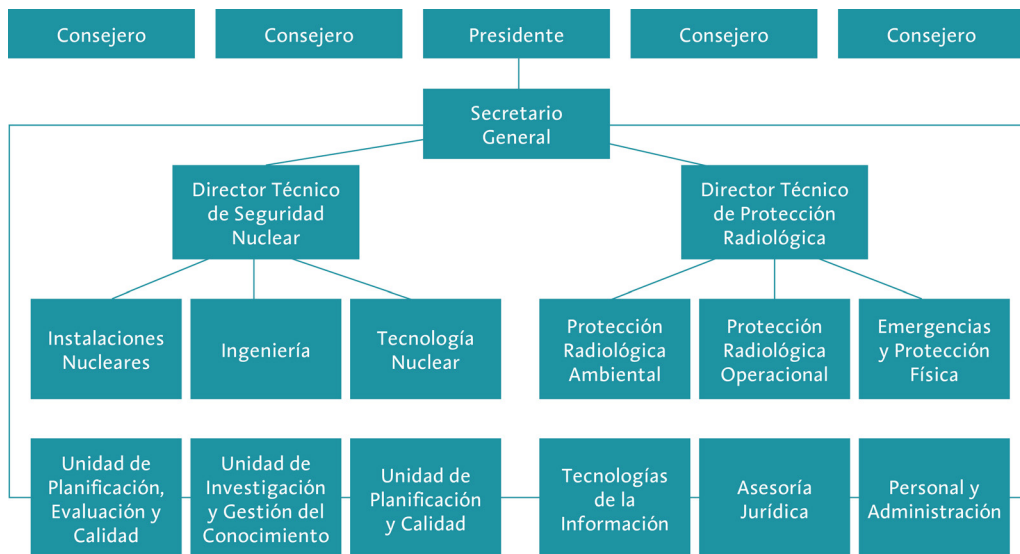 Consejero
Consejero
Presidente
Consejero
Consejero
Secretario
General
Director Técnico
de Seguridad
Nuclear
Director Técnico
de Protección
Radiológica
Instalaciones
Nucleares
Ingeniería
Tecnología
Nuclear
Protección
Radiológica
Ambiental
Protección
Radiológica
Operacional
Emergencias
y Protección
Física
Unidad de
Planificación,
Evaluación y
Calidad
Unidad de
Investigación
y Gestión del
Conocimiento
Unidad de
Planificación
y Calidad
Tecnologías
de la
Información
Asesoría
Jurídica
Personal y
Administración